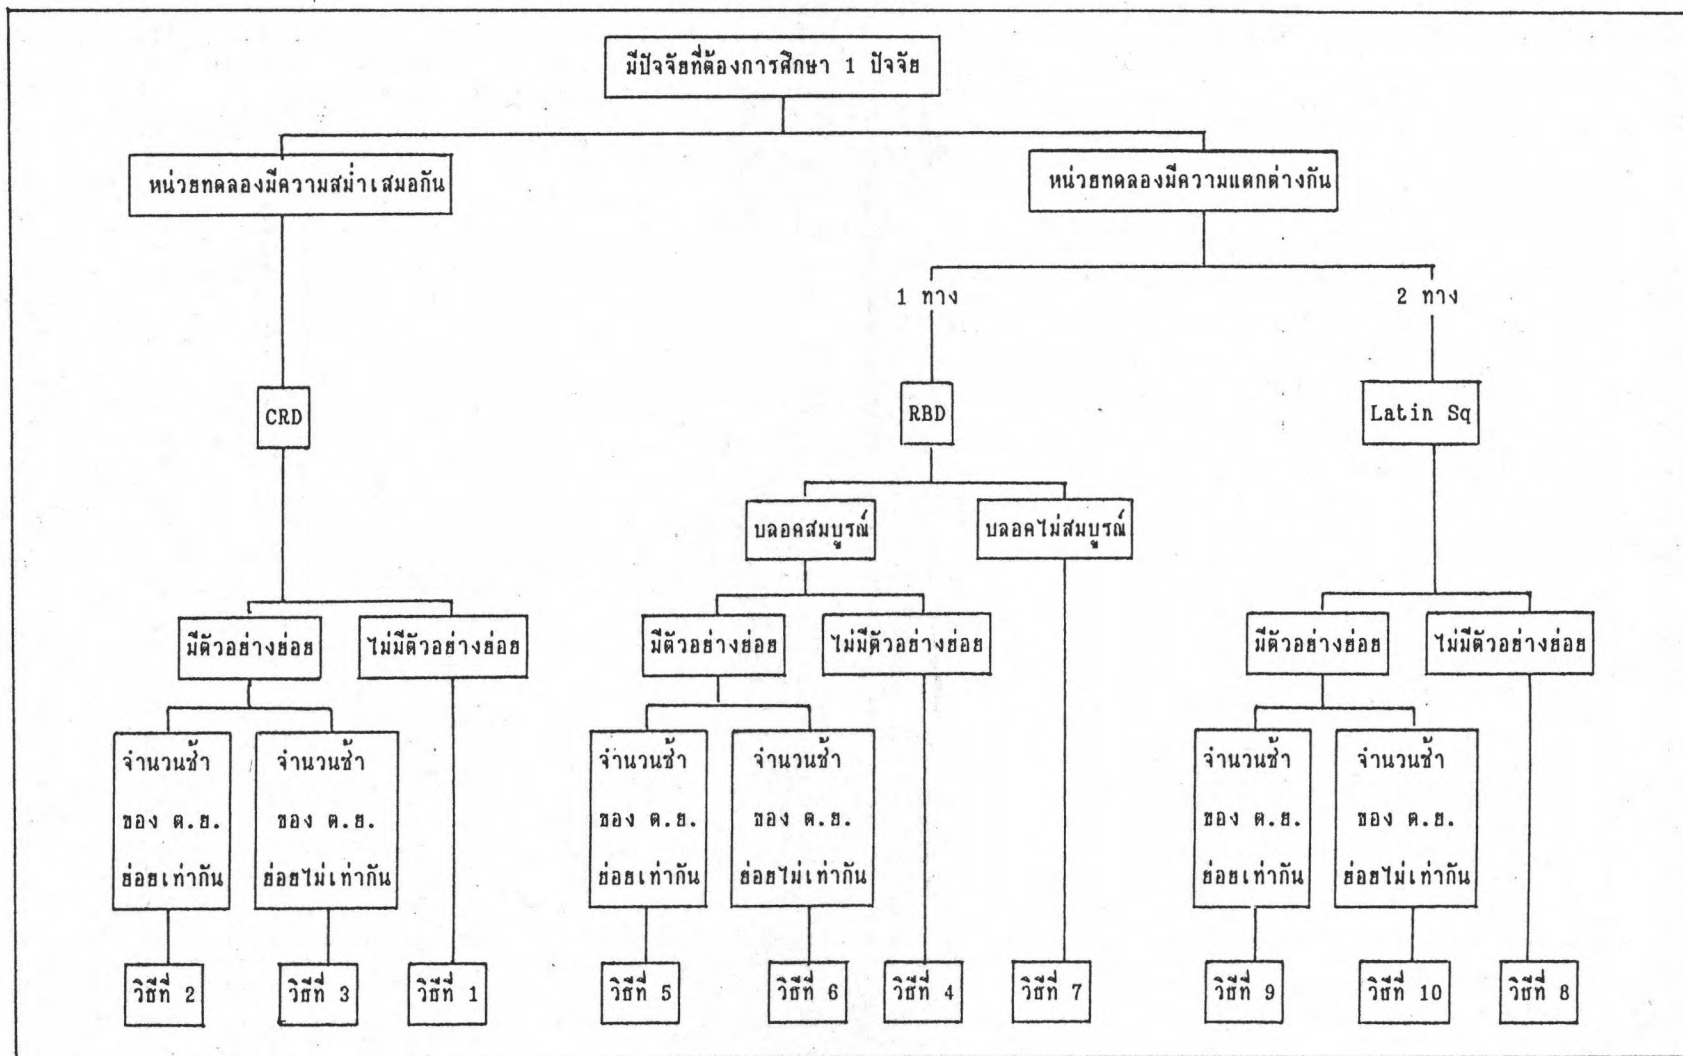 มีปัจจัยที่ต้องการศึกษา 1 ปัจจัย
หน่วยทดลองมีความสม่ำเสมอกัน
หน่วยทดลองมีความแตกต่างกัน
1 ทาง
2 ทาง
CRD
RBD
Latin Sq
บลอคสมบูรณ์
บลอคไม่สมบูรณ์
มีตัวอย่างย่อย
ไม่มีตัวอย่างย่อย
มีตัวอย่างย่อย
ไม่มีตัวอย่างย่อย
มีตัวอย่างย่อย
ไม่มีตัวอย่างย่อย
จำนวนซ้ำ
ของ ต.ย.
ย่อยเท่ากัน
จำนวนซ้ำ
ของ ต.ย.
ย่อยไม่เท่ากัน
จำนวนซ้ำ
ของ ต.ย.
ย่อยเท่ากัน
จำนวนซ้ำ
ของ ต.ย.
ย่อยไม่เท่ากัน
จำนวนซ้ำ
ของ ต.ย.
ย่อยเท่ากัน
จำนวนซ้ำ
ของ ต.ย.
ย่อยไม่เท่ากัน
วิธีที่ 2
วิธีที่ 3
วิธีที่ 1
วิธีที่ 5
วิธีที่ 6
วิธีที่ 4
วิธีที่ 7
วิธีที่ 9
วิธีที่ 10
วิธีที่ 8